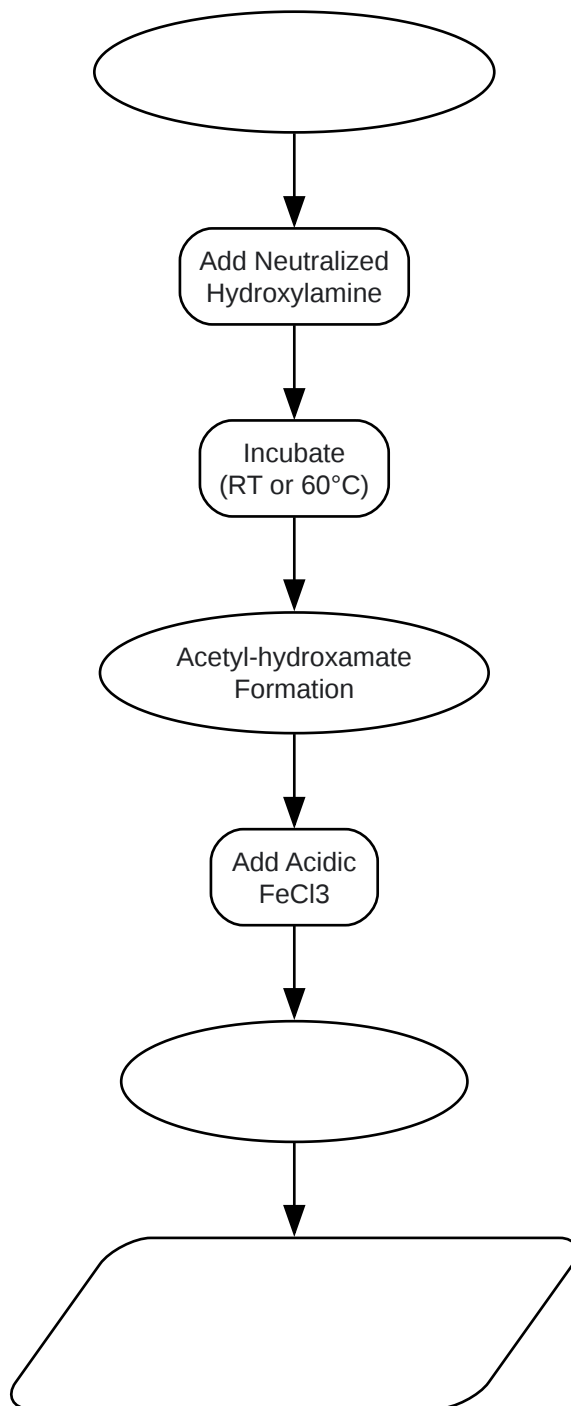 Add Neutralized
Hydroxylamine
Incubate
(RT or 60°C)
Acetyl-hydroxamate
Formation
Add Acidic
FeCl3